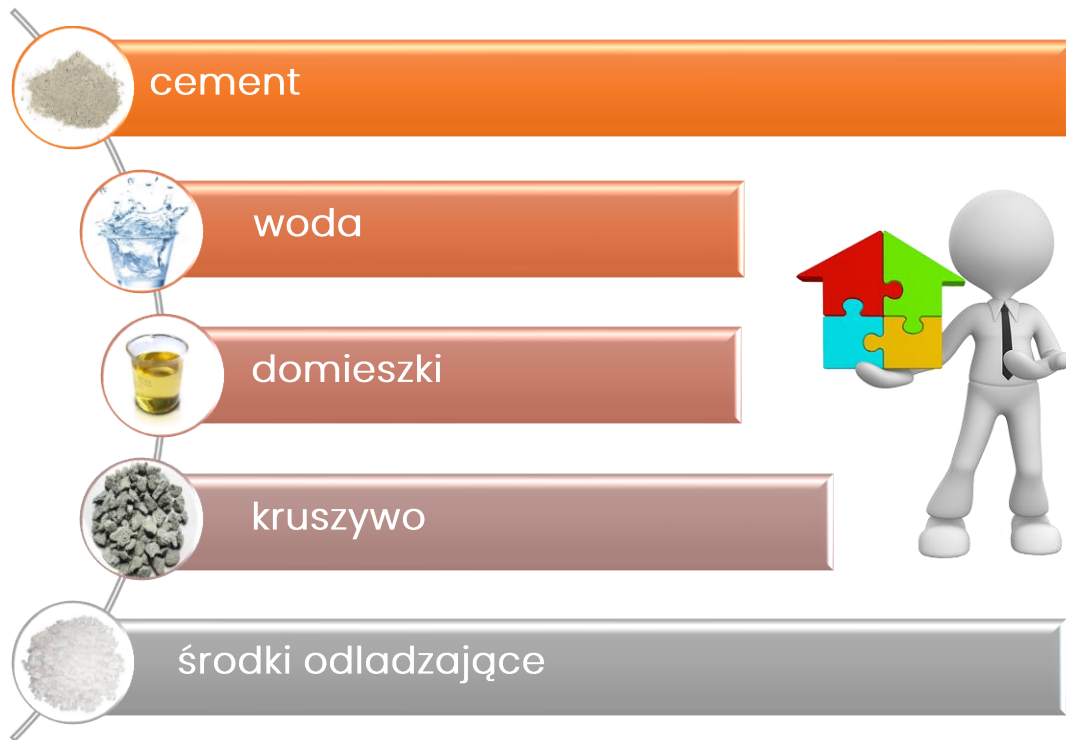 cement
woda
domieszki
kruszywo
środki odladzające